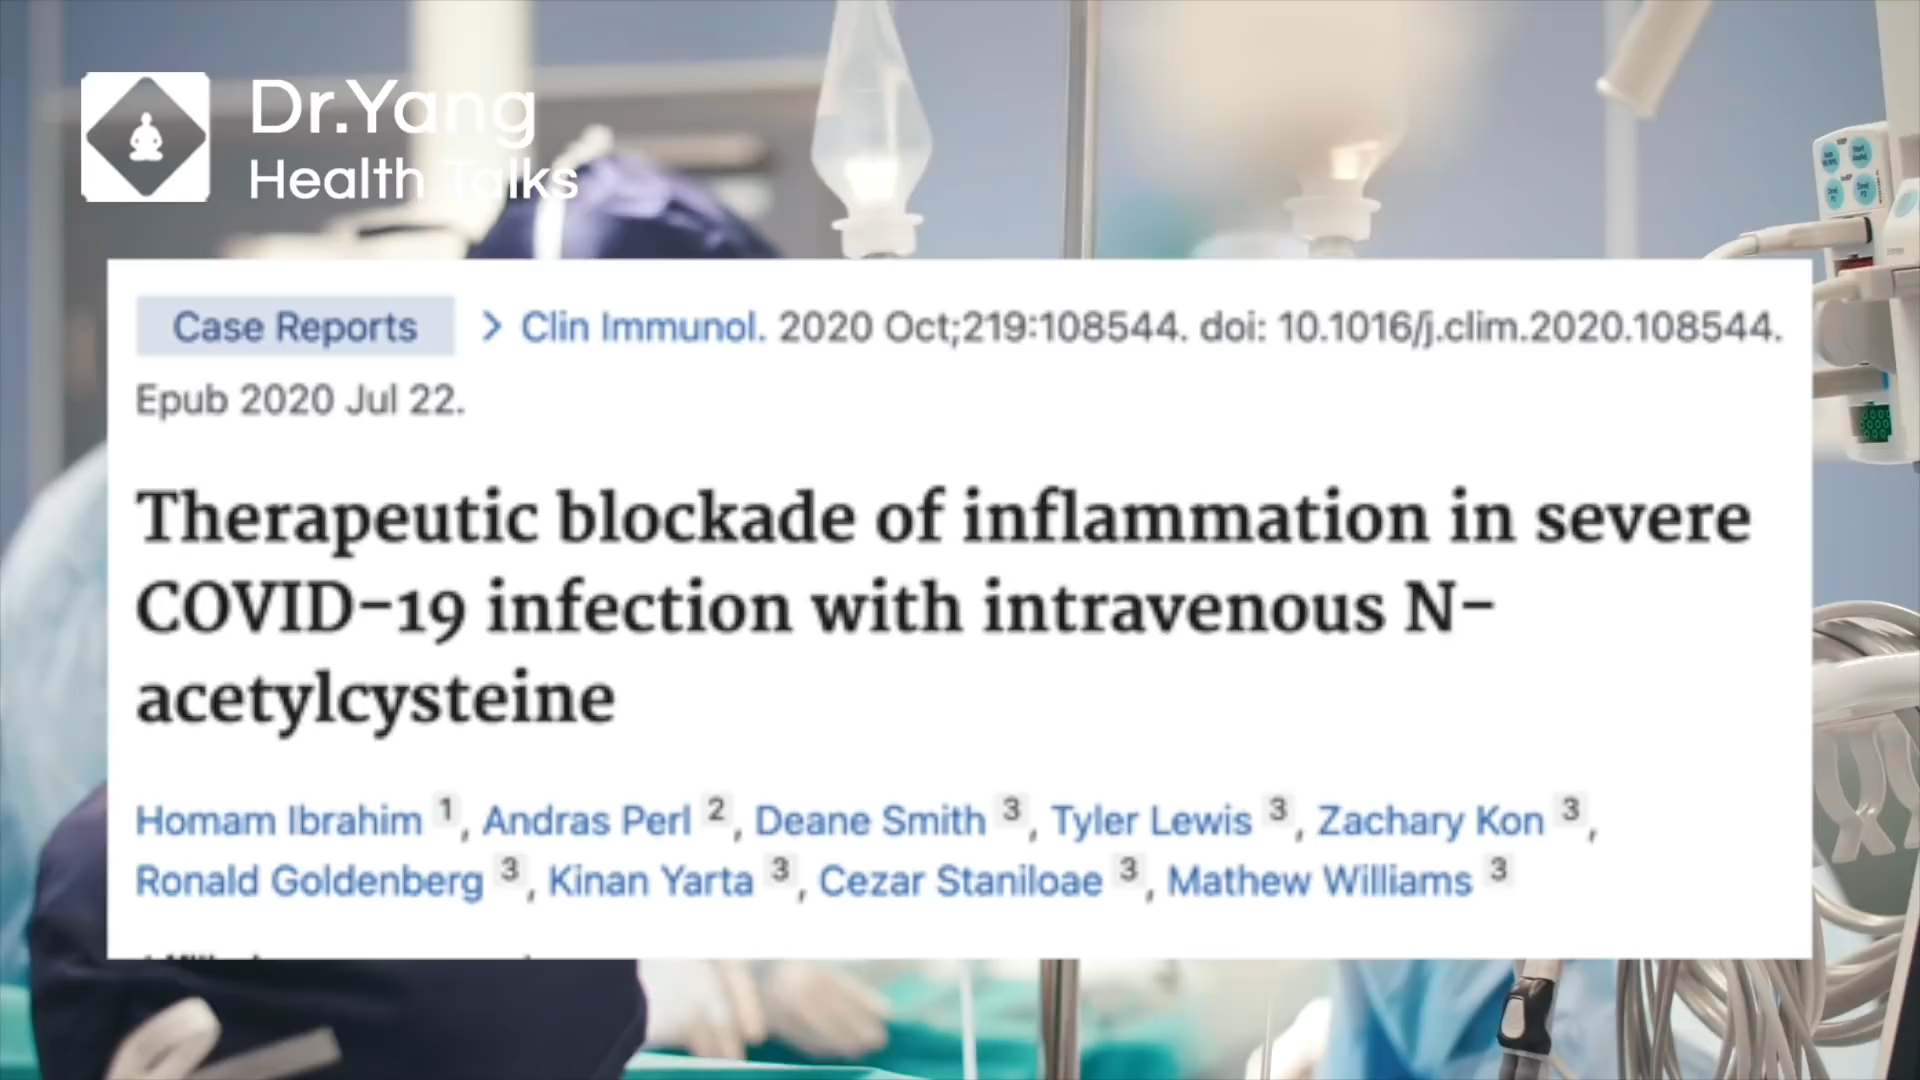 Dr.Yang
Health Talks
Case Reports > Clin Immunol. 2020 Oct;219:108544. doi: 10.1016/j.clim.2020.108544.
Epub 2020 Jul 22.
Therapeutic blockade of inflammation in severe
COVID-19 infection with intravenous N-
acetylcysteine
Homam Ibrahim 1, Andras Perl 2, Deane Smith 3, Tyler Lewis 3, Zachary Kon 3,
Ronald Goldenberg 3, Kinan Yarta 3, Cezar Staniloae 3, Mathew Williams 3